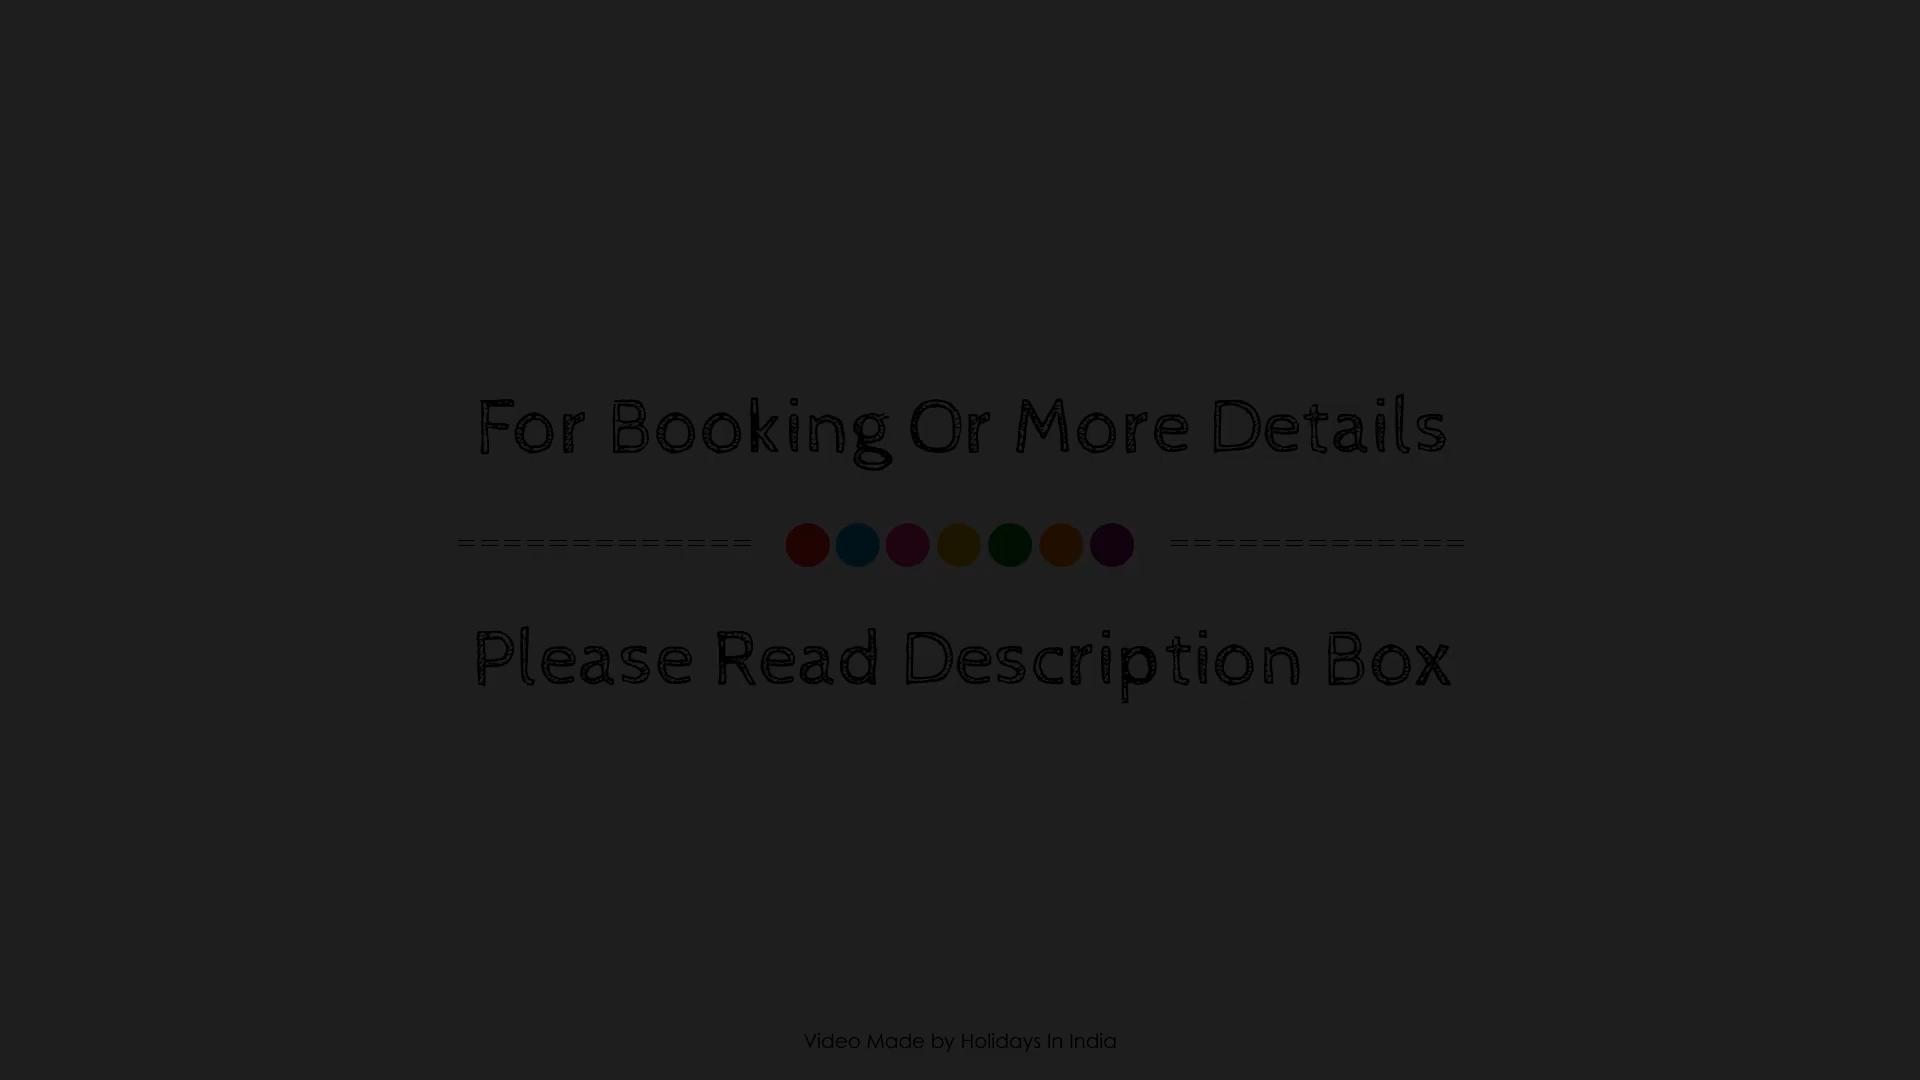 For Booking Or More Details
============= =============
Please Read Description Box
Video Made by Holidays In India